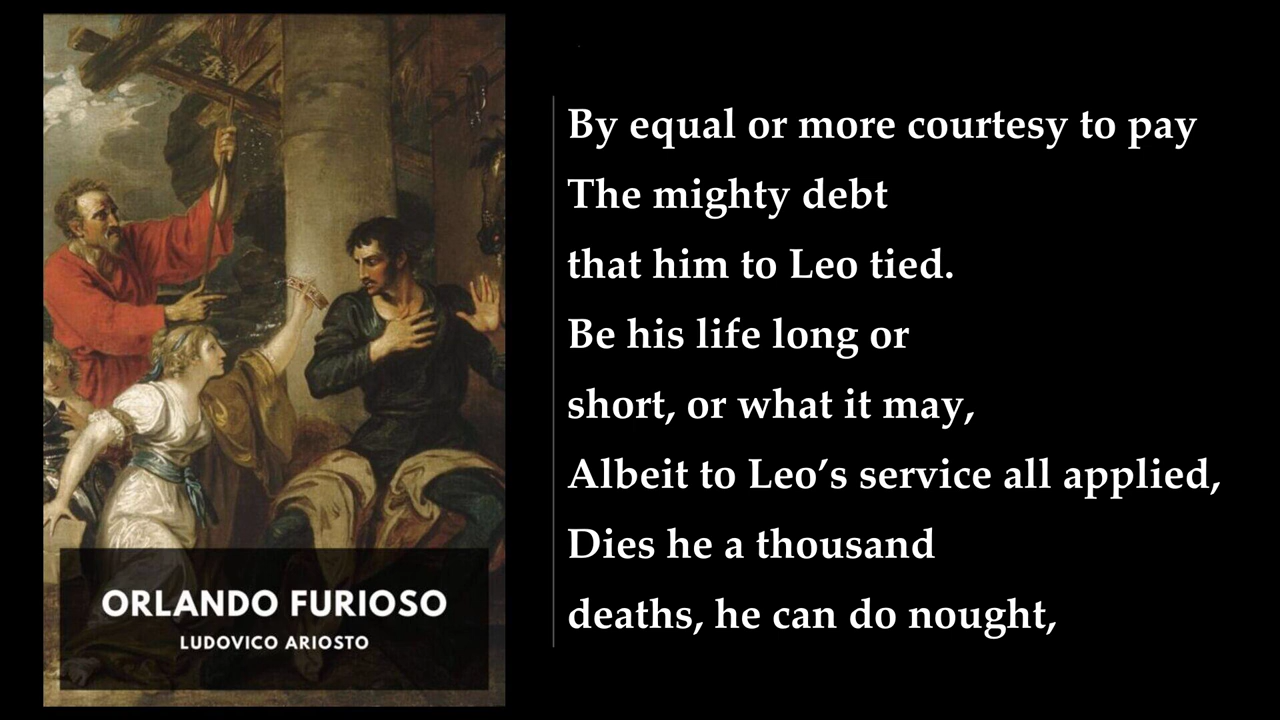 ORLANDO FURIOSO
LUDOVICO ARIOSTO
By equal or more courtesy to pay
The mighty debt
that him to Leo tied.
Be his life long or
short, or what it may,
Albeit to Leo’s service all applied,
Dies he a thousand
deaths, he can do nought,